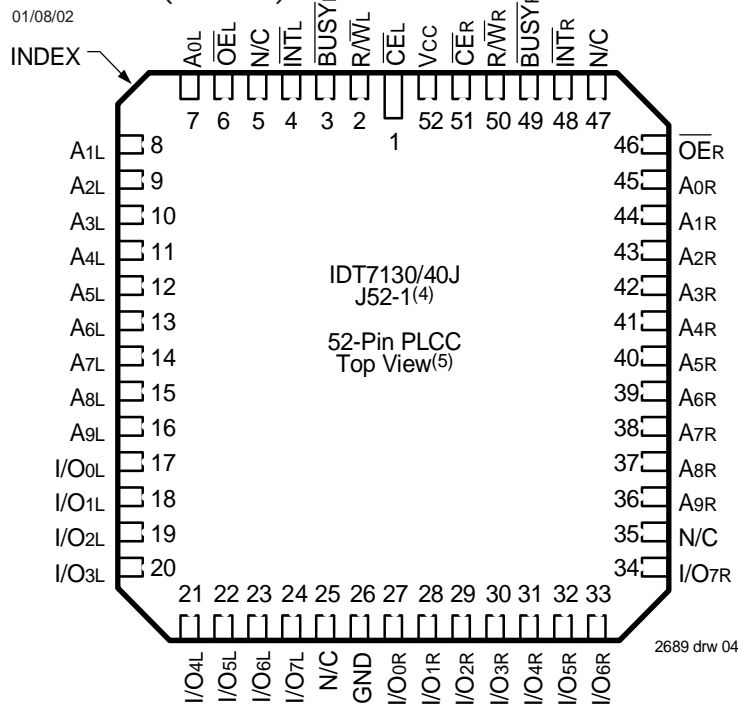 01/08/02
INDEX
A0L
OEL
N/C
INTL
BUSY
R/WL
CEL
VCC
CER
R/WR
BUSY
INTR
N/C
7 6 5 4 3 2 1 52 51 50 49 48 47
A1L 8
A2L 9
A3L 10
A4L 11
A5L 12
A6L 13
A7L 14
A8L 15
A9L 16
I/O0L 17
I/O1L 18
I/O2L 19
I/O3L 20
IDT7130/40J
J52-1(4)
52-Pin PLCC
Top View(5)
46 OER
45 A0R
44 A1R
43 A2R
42 A3R
41 A4R
40 A5R
39 A6R
38 A7R
37 A8R
36 A9R
35 N/C
34 I/O7R
21 22 23 24 25 26 27 28 29 30 31 32 33
I/O4L
I/O5L
I/O6L
I/O7L
N/C
GND
I/O0R
I/O1R
I/O2R
I/O3R
I/O4R
I/O5R
I/O6R
2689 drw 04